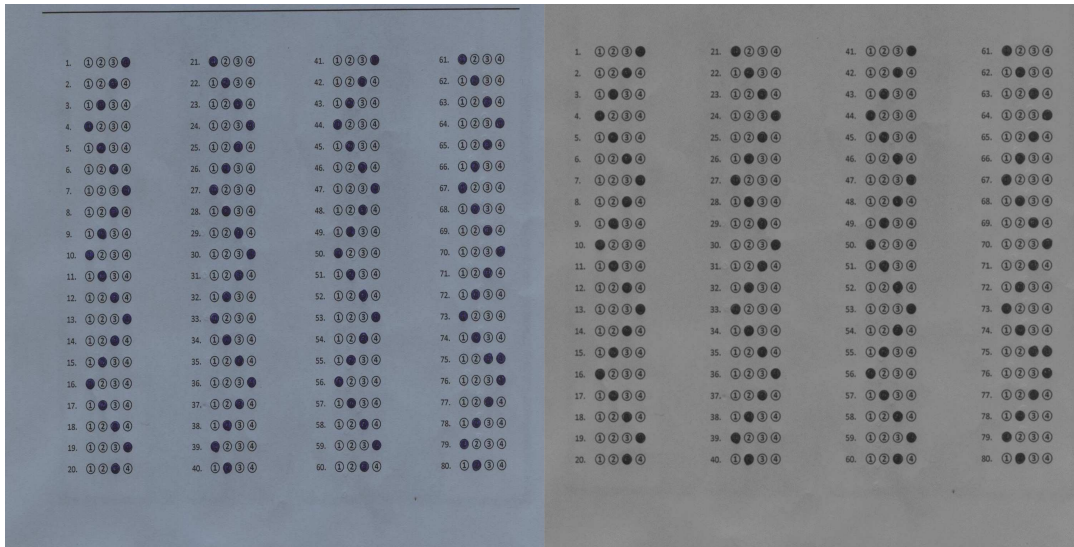 1. ①②③ 21. ②③④ 41. ①②③ 61. ②③④
2. ①②④ 22. ①③④ 42. ①②④ 62. ①③④
3. ①③④ 23. ①②④ 43. ①③④ 63. ①②④
4. ②③④ 24. ①②③ 44. ②③④ 64. ①②③
5. ①③④ 25. ①②④ 45. ①③④ 65. ①②④
6. ①②④ 26. ①③④ 46. ①②④ 66. ①③④
7. ①②③ 27. ②③④ 47. ①②③ 67. ②③④
8. ①②④ 28. ①③④ 48. ①②④ 68. ①③④
9. ①③④ 29. ①②④ 49. ①③④ 69. ①②④
10. ②③④ 30. ①②③ 50. ②③④ 70. ①②③
11. ①③④ 31. ①②④ 51. ①③④ 71. ①②④
12. ①②④ 32. ①③④ 52. ①②④ 72. ①③④
13. ①②③ 33. ②③④ 53. ①②③ 73. ②③④
14. ①②④ 34. ①③④ 54. ①②④ 74. ①③④
15. ①③④ 35. ①②④ 55. ①③④ 75. ①②
16. ②③④ 36. ①②③ 56. ②③④ 76. ①②③
17. ①③④ 37. ①②④ 57. ①③④ 77. ①②④
18. ①②④ 38. ①③④ 58. ①②④ 78. ①③④
19. ①②③ 39. ②③④ 59. ①②③ 79. ②③④
20. ①②④ 40. ①③④ 60. ①②④ 80. ①③④
1. ①②③ 21. ②③④ 41. ①②③ 61. ②③④
2. ①②④ 22. ①③④ 42. ①②④ 62. ①③④
3. ①③④ 23. ①②④ 43. ①③④ 63. ①②④
4. ②③④ 24. ①②③ 44. ②③④ 64. ①②③
5. ①③④ 25. ①②④ 45. ①③④ 65. ①②④
6. ①②④ 26. ①③④ 46. ①②④ 66. ①③④
7. ①②③ 27. ②③④ 47. ①②③ 67. ②③④
8. ①②④ 28. ①③④ 48. ①②④ 68. ①③④
9. ①③④ 29. ①②④ 49. ①③④ 69. ①②④
10. ②③④ 30. ①②③ 50. ②③④ 70. ①②③
11. ①③④ 31. ①②④ 51. ①③④ 71. ①②④
12. ①②④ 32. ①③④ 52. ①②④ 72. ①③④
13. ①②③ 33. ②③④ 53. ①②③ 73. ②③④
14. ①②④ 34. ①③④ 54. ①②④ 74. ①③④
15. ①③④ 35. ①②④ 55. ①③④ 75. ①②
16. ②③④ 36. ①②③ 56. ②③④ 76. ①②③
17. ①③④ 37. ①②④ 57. ①③④ 77. ①②④
18. ①②④ 38. ①③④ 58. ①②④ 78. ①③④
19. ①②③ 39. ②③④ 59. ①②③ 79. ②③④
20. ①②④ 40. ①③④ 60. ①②④ 80. ①③④